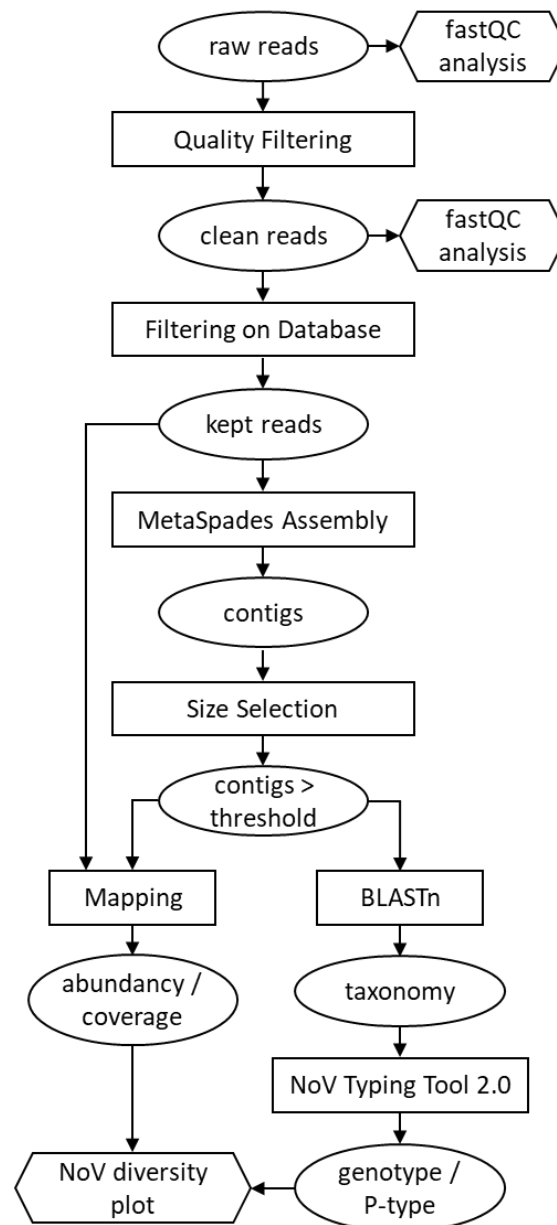 raw reads
fastQC
analysis
Quality Filtering
clean reads
fastQC
analysis
Filtering on Database
kept reads
MetaSpades Assembly
contigs
Size Selection
contigs >
threshold
Mapping
BLASTn
abundancy /
coverage
taxonomy
NoV Typing Tool 2.0
NoV diversity
plot
genotype /
P-type